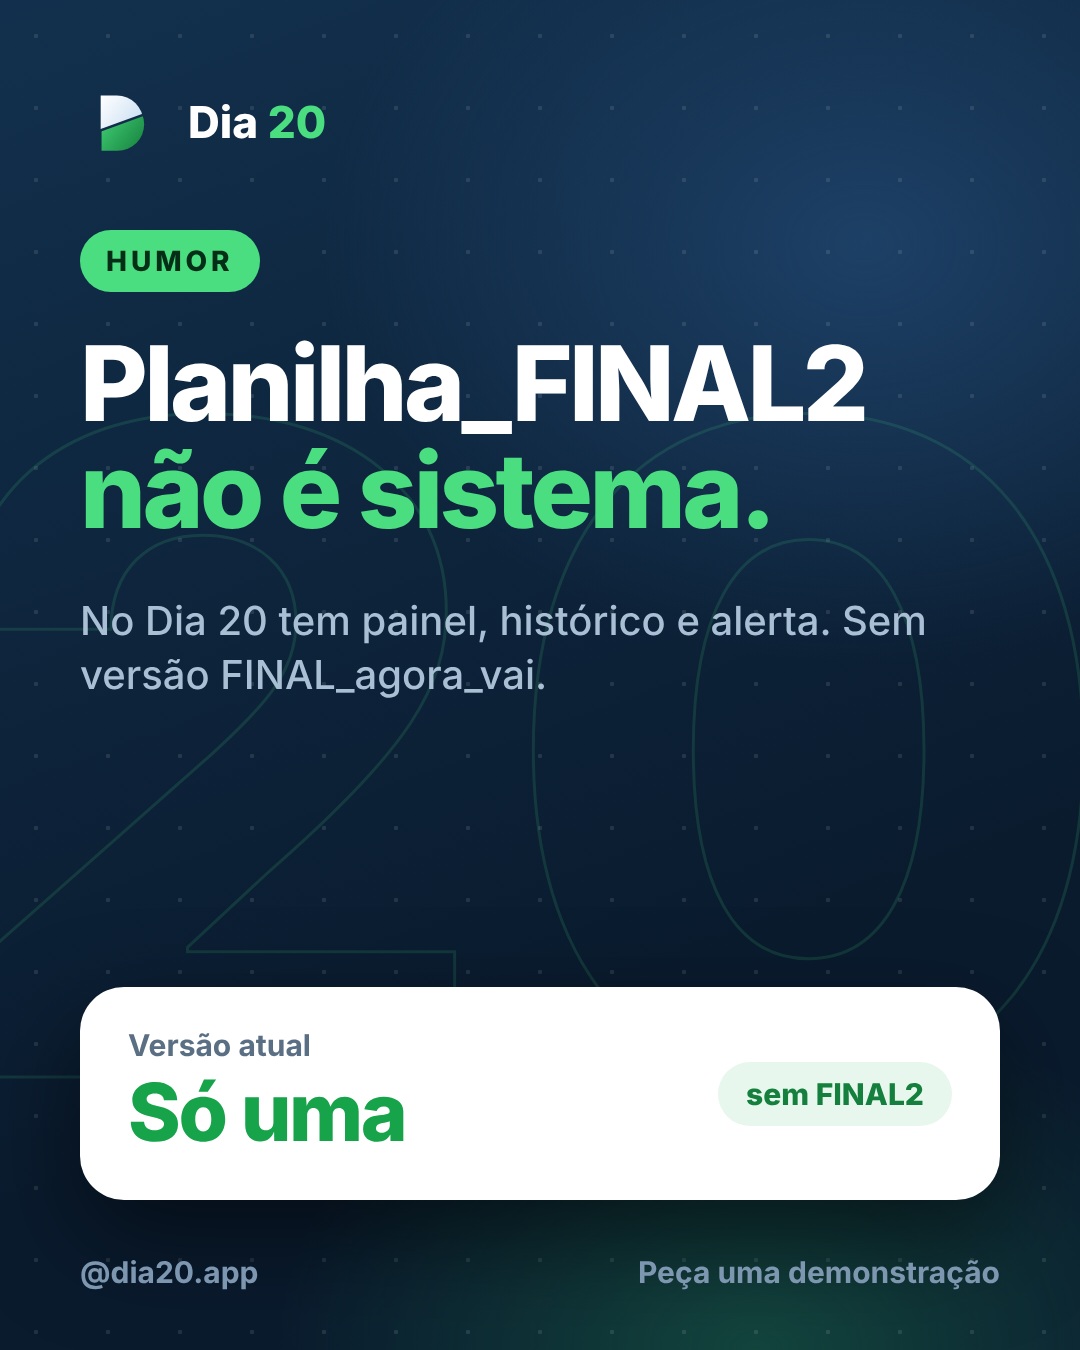 Dia 20
HUMOR
Planilha_FINAL2
não é sistema.
No Dia 20 tem painel, histórico e alerta. Sem
versão FINAL_agora_vai.
20
Versão atual
Só uma
sem FINAL2
@dia20.app
Peça uma demonstração